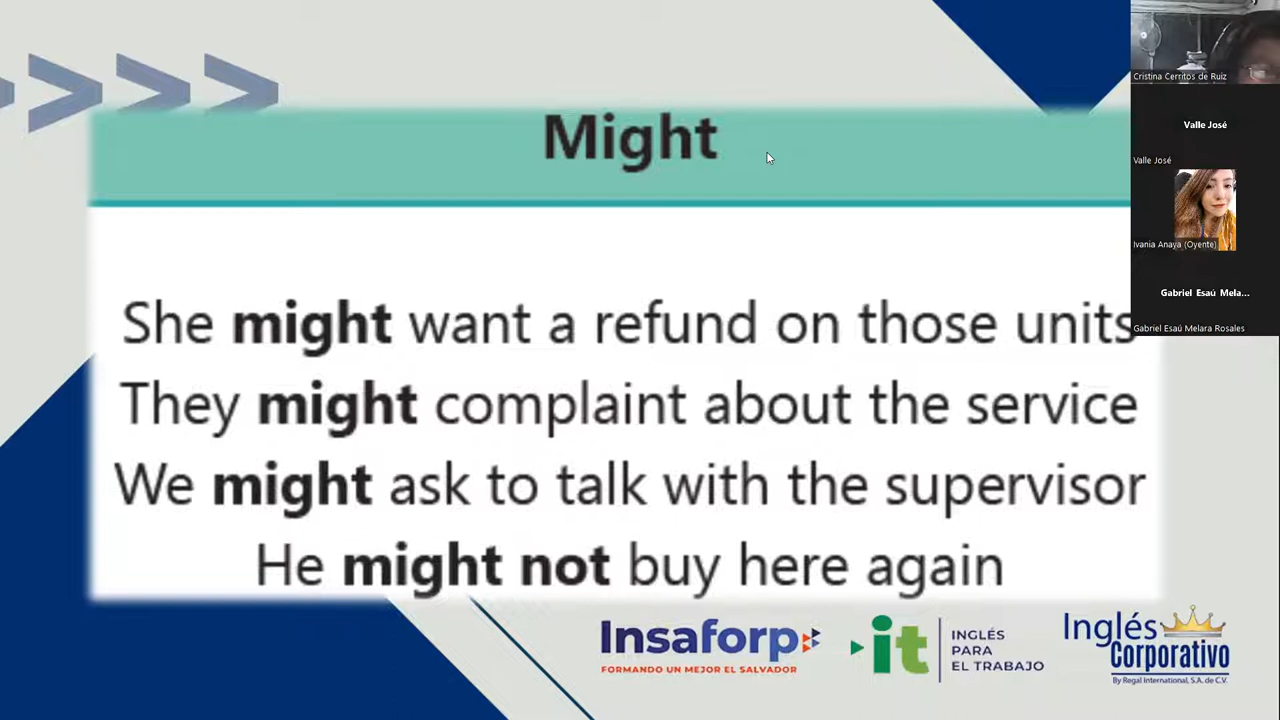 Might
She might want a refund on those units
They might complaint about the service
We might ask to talk with the supervisor
He might not buy here again
Insaforp
FORMANDO UN MEJOR EL SALVADOR
it
INGLÉS
PARA
EL TRABAJO
Inglés
Corporativo
By Regal International, S.A. de C.V.
Cristina Cerritos de Ruiz
Valle José
Valle José
Ivania Anaya (Oyente)
Gabriel Esaú Mela...
Gabriel Esaú Melara Rosales